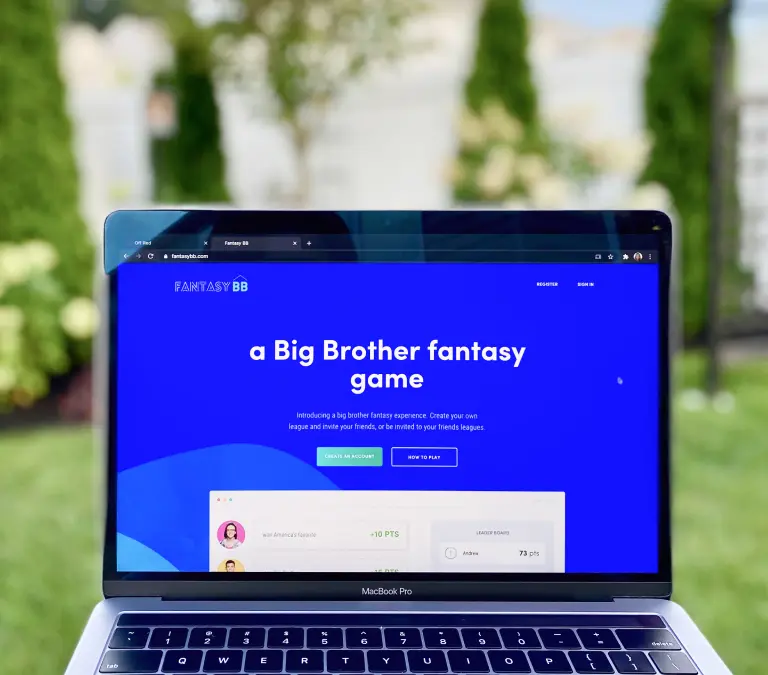 Off Red
Fantasy BB
fantasybb.com
FANTASY BB
REGISTER SIGN IN
a Big Brother fantasy
game
Introducing a big brother fantasy experience. Create your own
league and invite your friends, or be invited to your friends leagues.
CREATE AN ACCOUNT HOW TO PLAY
won America's Favorite +10 PTS
LEADER BOARD
Andrea 73 pts
MacBook Pro
~ ! @ # $ % ^ & * ( ) _ +
` 1 2 3 4 5 6 7 8 9 0 - = delete
tab Q W E R T Y U I O P { }
[ ]